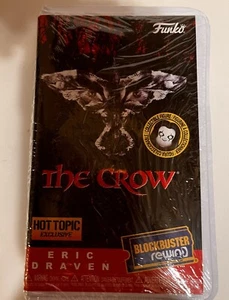 Funko
THE CROW
HOT TOPIC
EXCLUSIVE
BLOCKBUSTER
rewind
ERIC
DRAVEN